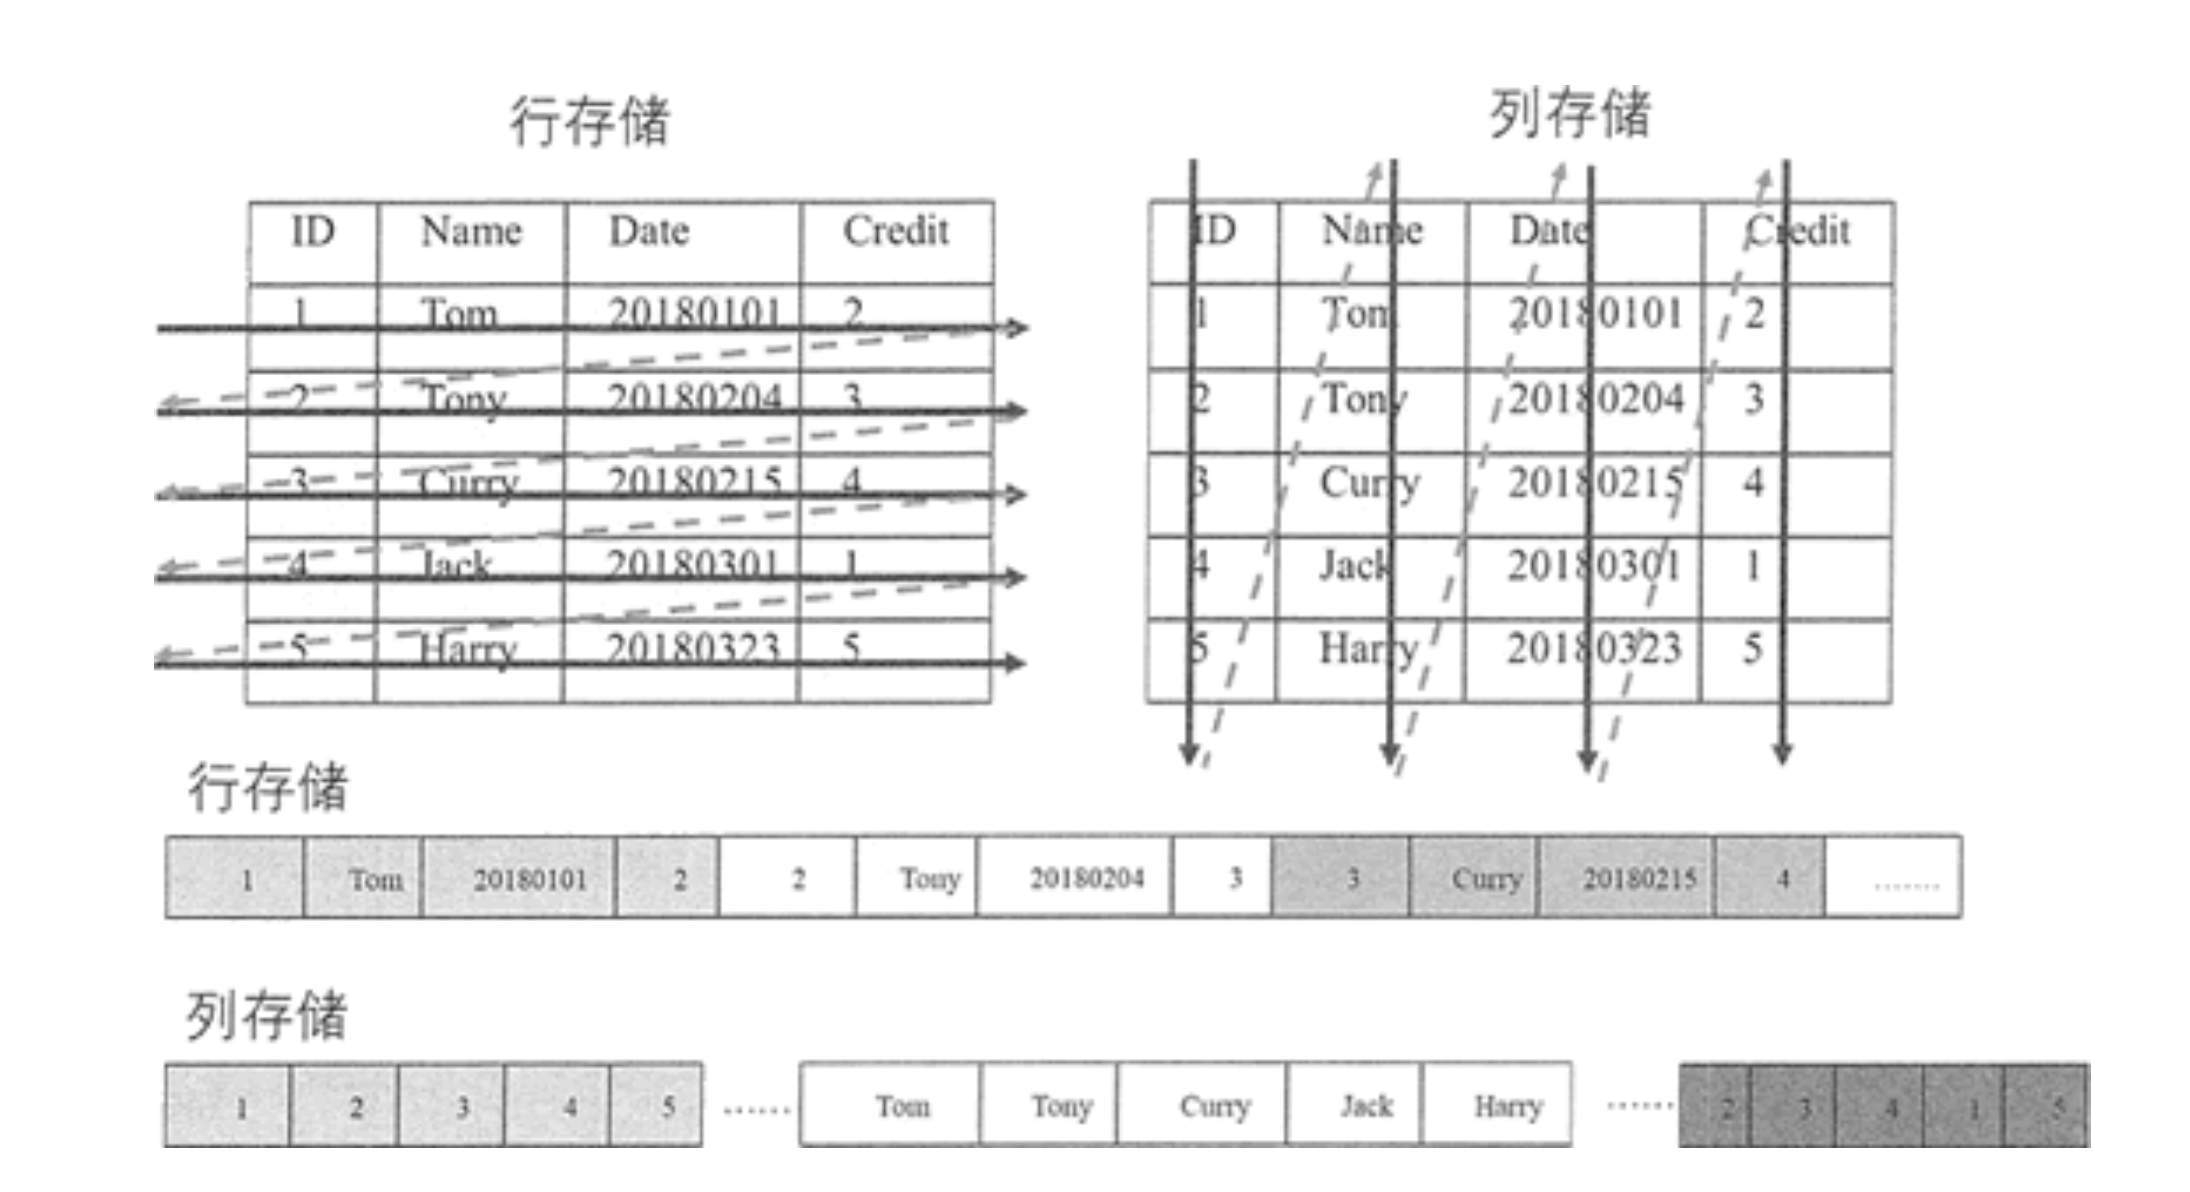 行存储
ID Name Date Credit
1 Tom 20180101 2
2 Tony 20180204 3
3 Curry 20180215 4
4 Jack 20180301 1
5 Harry 20180323 5
列存储
ID Name Date Credit
1 Tom 20180101 2
2 Tony 20180204 3
3 Curry 20180215 4
4 Jack 20180301 1
5 Harry 20180323 5
行存储
1 Tom 20180101 2 2 Tony 20180204 3 3 Curry 20180215 4 .......
列存储
1 2 3 4 5 ...... Tom Tony Curry Jack Harry ...... 2 3 4 1 5